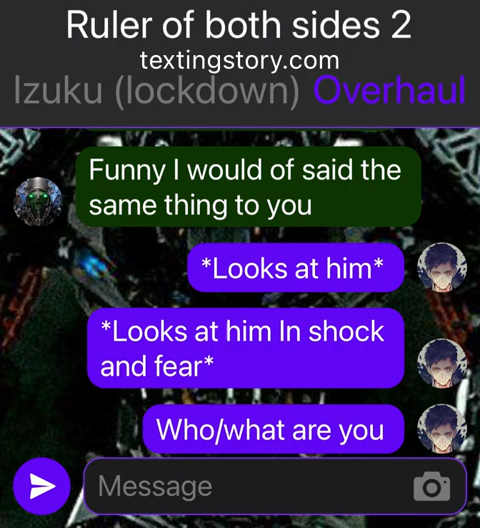 Ruler of both sides 2
textingstory.com
Izuku (lockdown) Overhaul
Funny I would of said the
same thing to you
*Looks at him*
*Looks at him In shock
and fear*
Who/what are you
Message